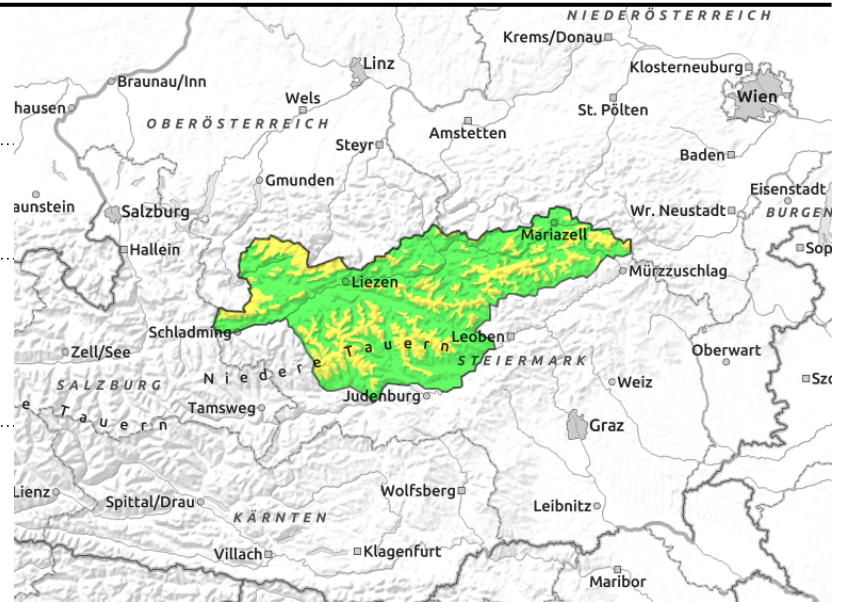 NIEDERÖSTERREICH
Krems/Donau
Linz
Klosterneuburg
Braunau/Inn
Wien
hausen
Wels
St. Pölten
OBERÖSTERREICH
Amstetten
Steyr
Baden
Gmunden
Eisenstadt
aunstein
Salzburg
Wr. Neustadt
BURGEN
Mariazell
Hallein
Sop
Mürzzuschlag
Liezen
Schladming
Leoben
Zell/See
Niedere Tauern
STEIERMARK
Oberwart
SALZBURG
Weiz
Szo
Judenburg
Tamsweg
e Tauern
Graz
Lienz
Wolfsberg
Spittal/Drau
Leibnitz
KÄRNTEN
Villach
Klagenfurt
Maribor